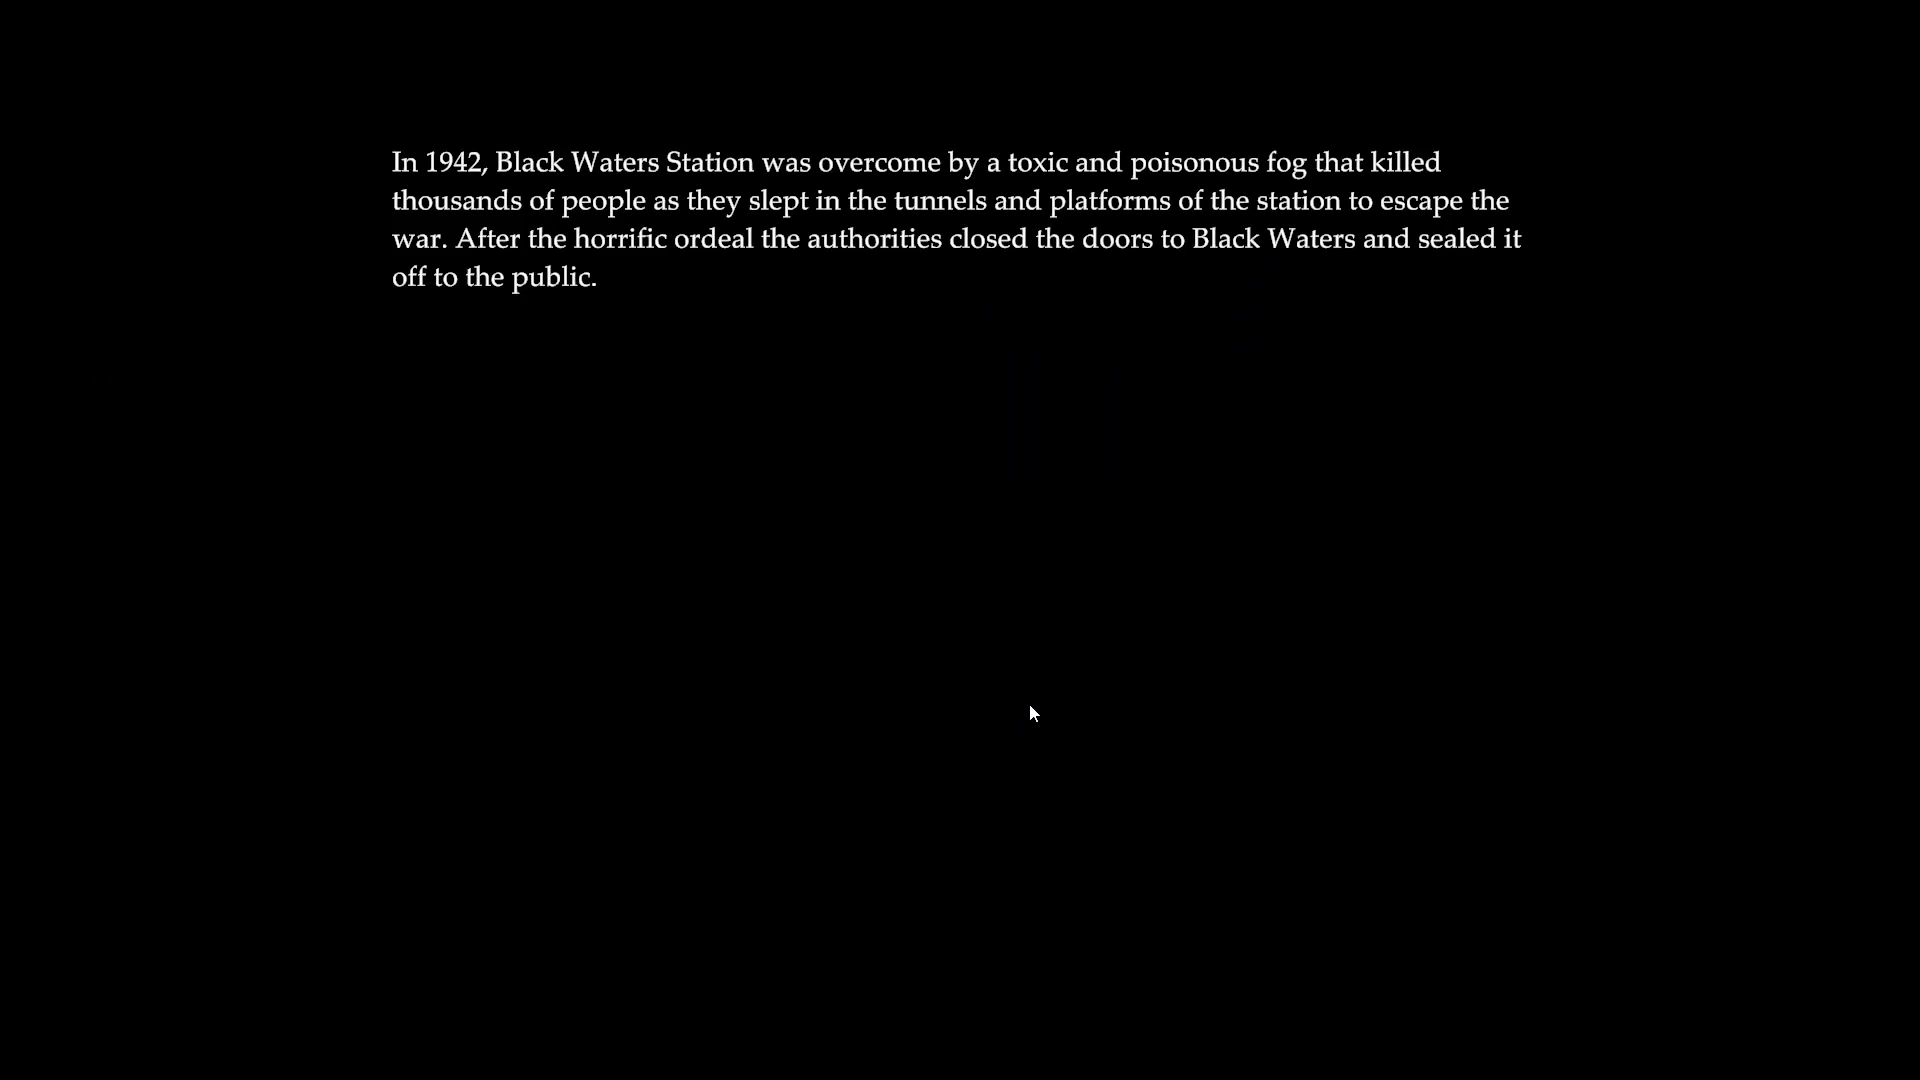 In 1942, Black Waters Station was overcome by a toxic and poisonous fog that killed
thousands of people as they slept in the tunnels and platforms of the station to escape the
war. After the horrific ordeal the authorities closed the doors to Black Waters and sealed it
off to the public.